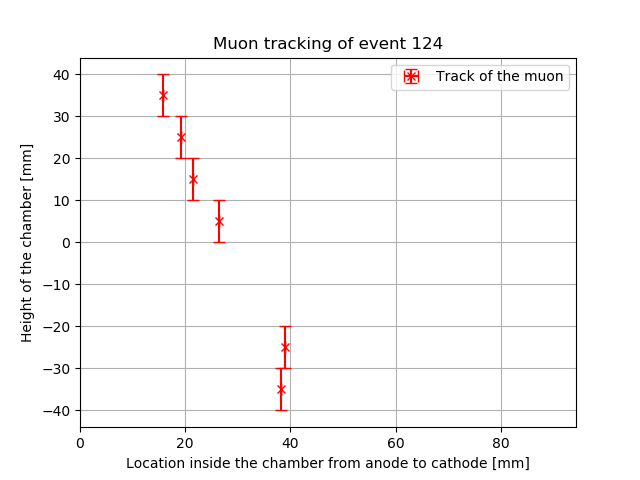 Muon tracking of event 124
Track of the muon
Height of the chamber [mm]
40
30
20
10
0
−10
−20
−30
−40
0 20 40 60 80
Location inside the chamber from anode to cathode [mm]